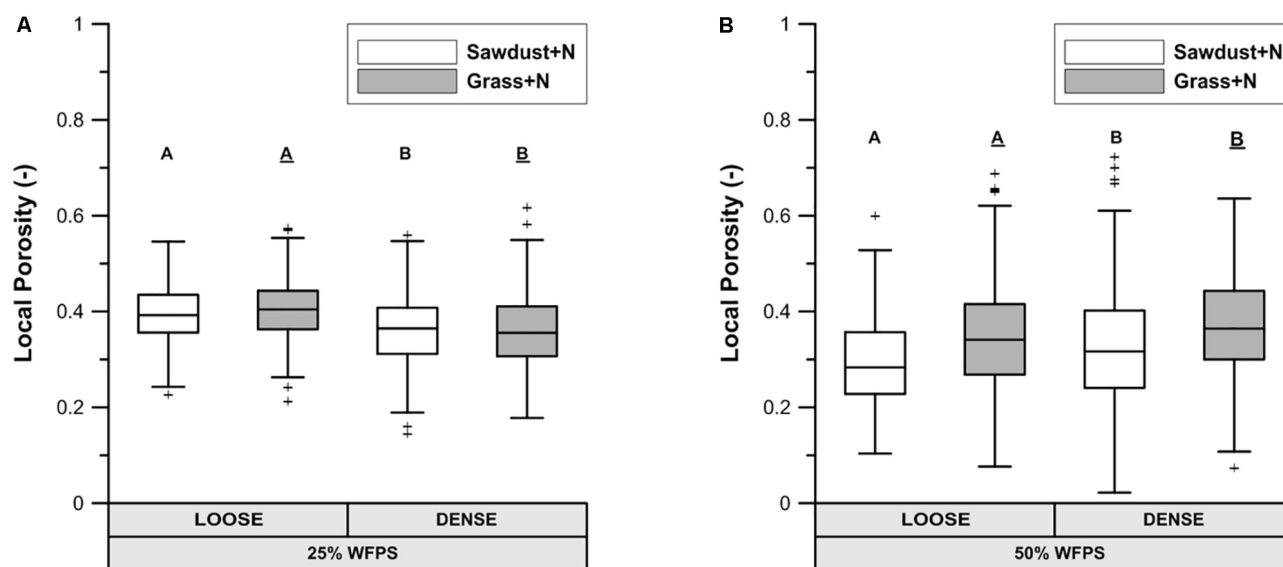 A
1
0.8
0.6
0.4
0.2
0
Local Porosity (-)
Sawdust+N
Grass+N
A A B B
LOOSE DENSE
25% WFPS
B
1
0.8
0.6
0.4
0.2
0
Local Porosity (-)
Sawdust+N
Grass+N
A A B B
LOOSE DENSE
50% WFPS